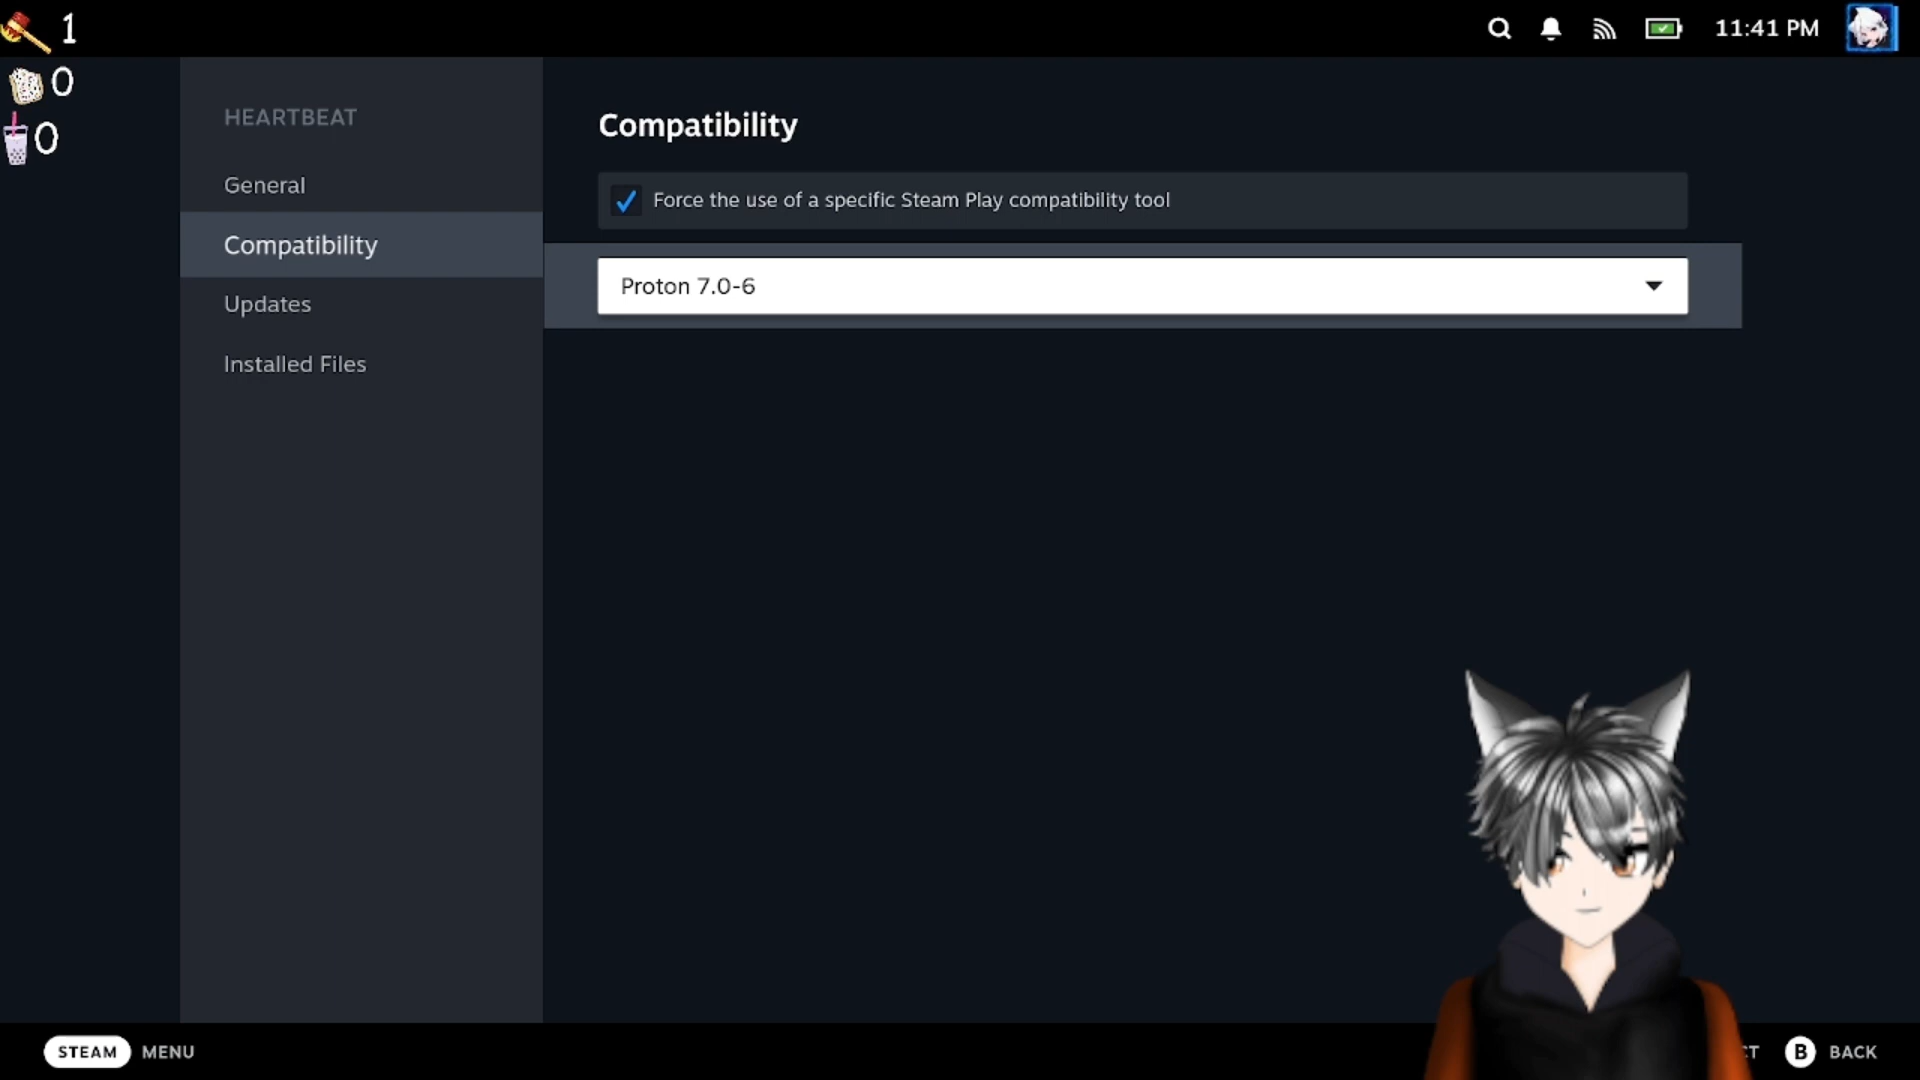 1
11:41 PM
0
0
HEARTBEAT
General
Compatibility
Updates
Installed Files
Compatibility
Force the use of a specific Steam Play compatibility tool
Proton 7.0-6
STEAM MENU
CT B BACK